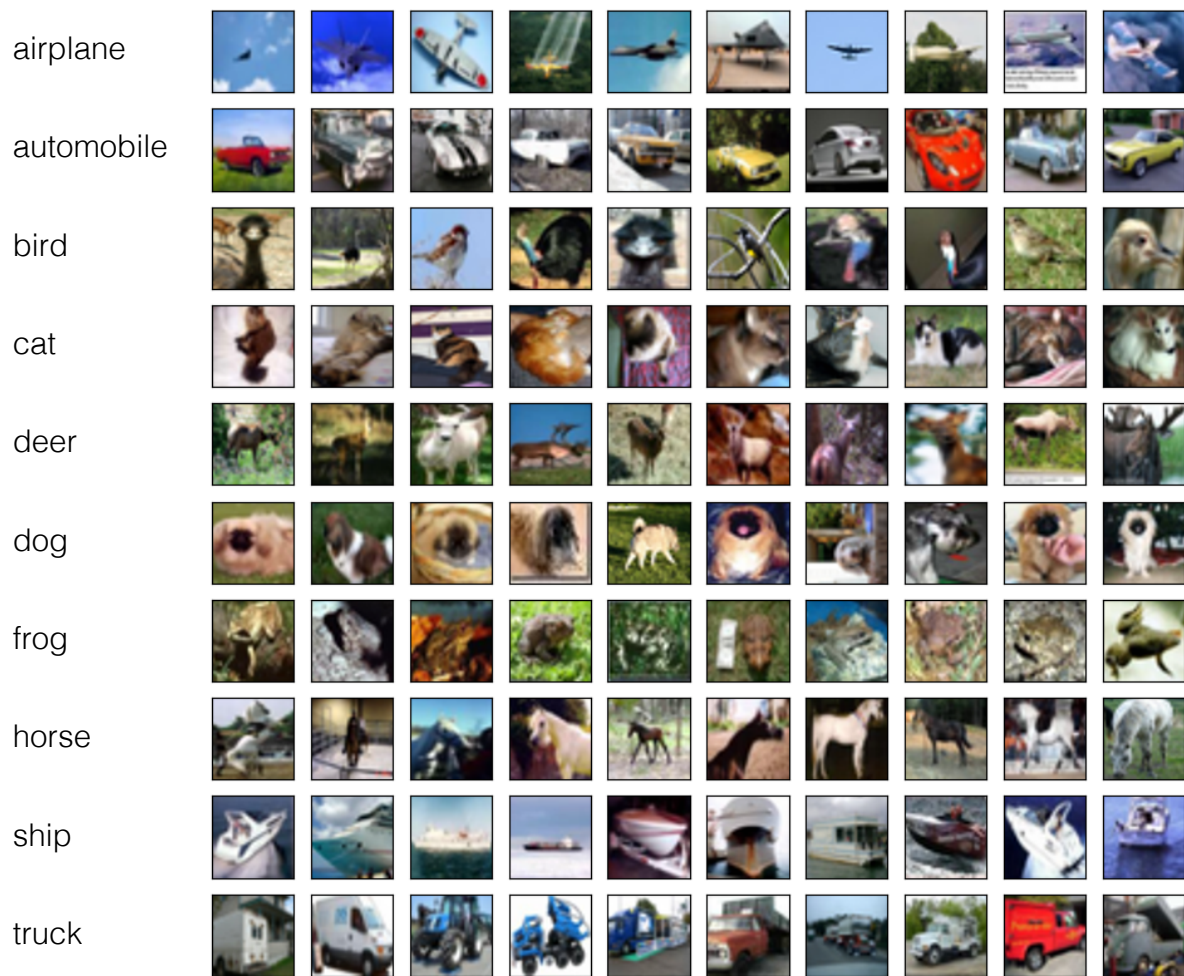 airplane
automobile
bird
cat
deer
dog
frog
horse
ship
truck